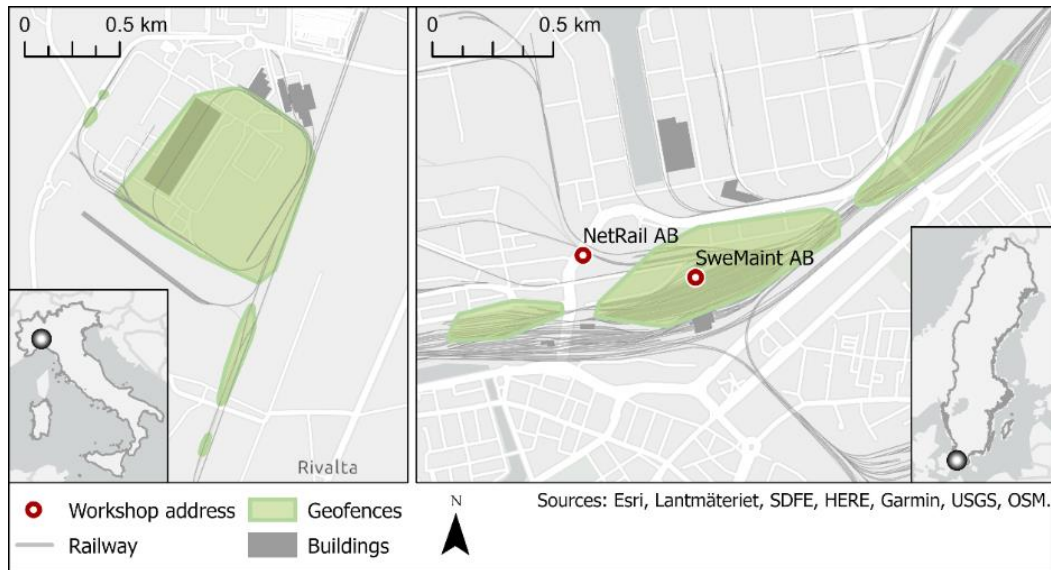 0 0.5 km
0 0.5 km
NetRail AB
SweMaint AB
Rivalta
Workshop address
Geofences
Railway
Buildings
N
Sources: Esri, Lantmäteriet, SDFE, HERE, Garmin, USGS, OSM.